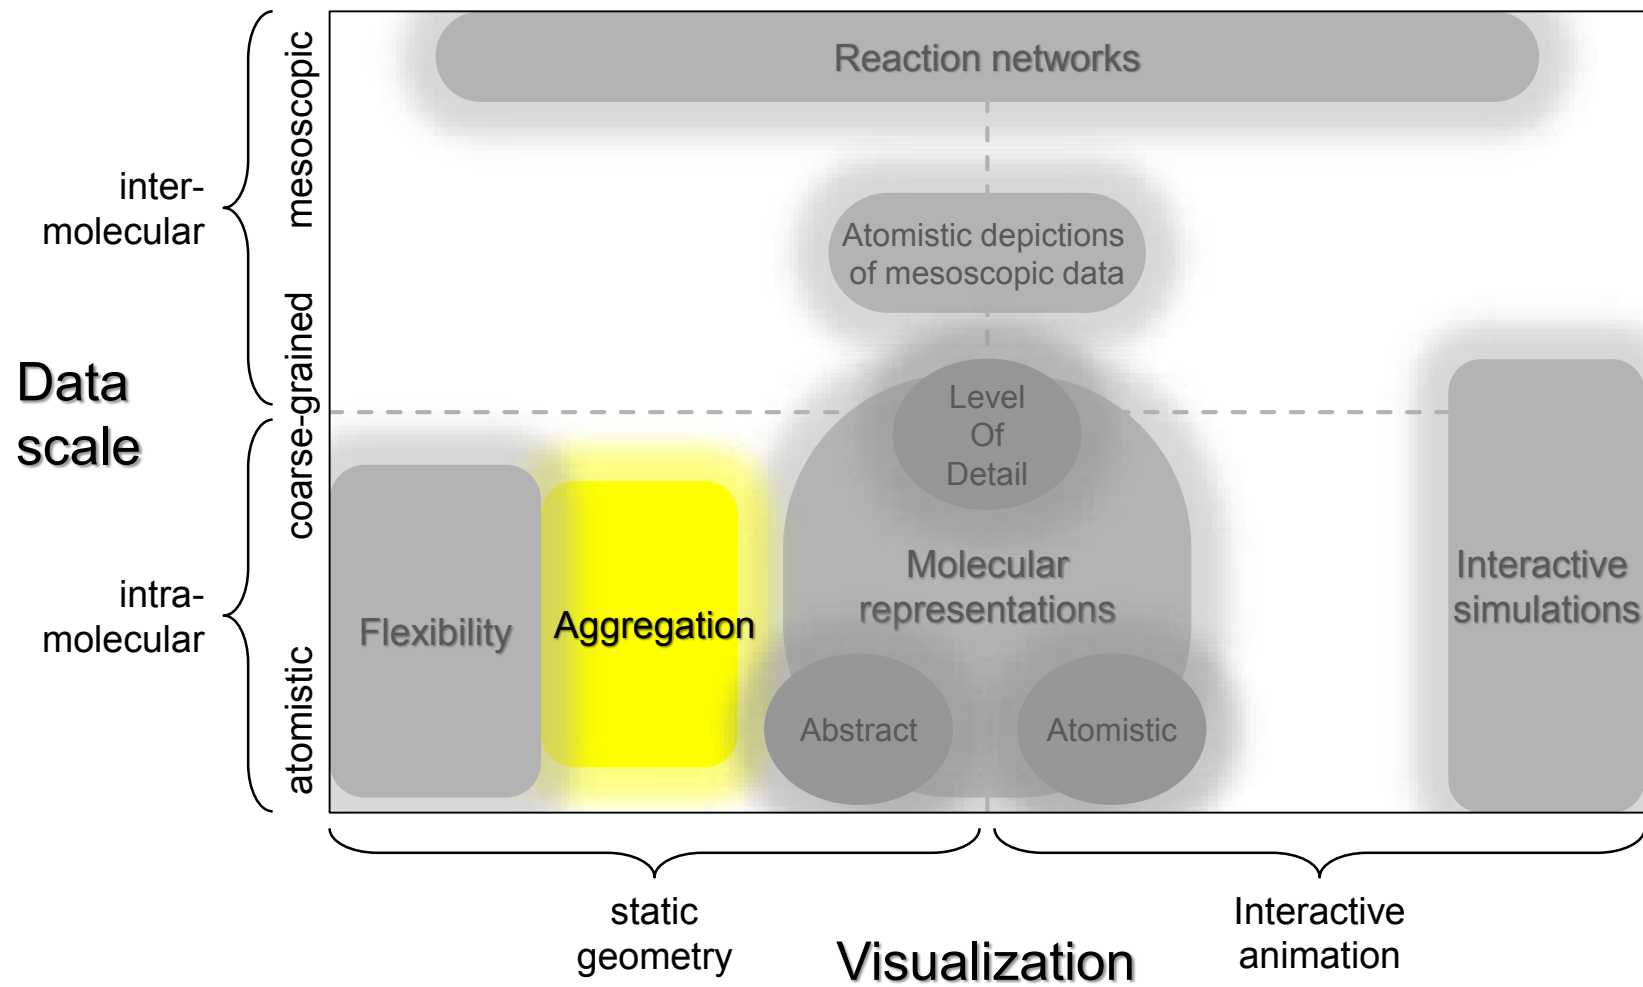 Reaction networks
mesoscopic
inter-
molecular
Atomistic depictions
of mesoscopic data
coarse-grained
Data
scale
Level
Of
Detail
Molecular
representations
Interactive
simulations
intra-
molecular
Flexibility
Aggregation
atomistic
Abstract
Atomistic
static
geometry
Interactive
animation
Visualization